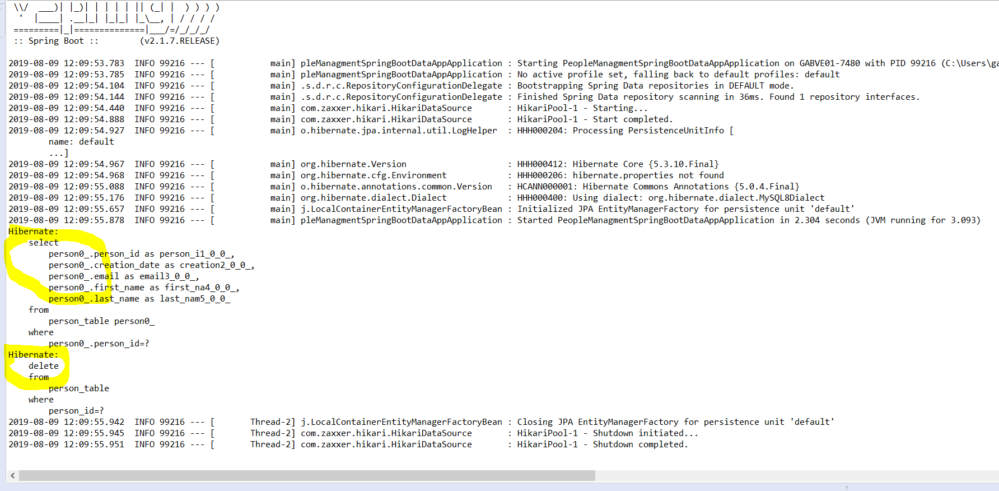 \\/  ___)| |_)| | | | | || (_| |  ) ) ) )
  '  |____| .__|_| |_|_| |_\__, | / / / /
 =========|_|==============|___/=/_/_/_/
 :: Spring Boot ::        (v2.1.7.RELEASE)
2019-08-09 12:09:53.783  INFO 99216 --- [           main] pleManagmentSpringBootDataAppApplication : Starting PeopleManagmentSpringBootDataAppApplication on GABVE01-7480 with PID 99216 (C:\Users\ga
2019-08-09 12:09:53.785  INFO 99216 --- [           main] pleManagmentSpringBootDataAppApplication : No active profile set, falling back to default profiles: default
2019-08-09 12:09:54.104  INFO 99216 --- [           main] .s.d.r.c.RepositoryConfigurationDelegate : Bootstrapping Spring Data repositories in DEFAULT mode.
2019-08-09 12:09:54.144  INFO 99216 --- [           main] .s.d.r.c.RepositoryConfigurationDelegate : Finished Spring Data repository scanning in 36ms. Found 1 repository interfaces.
2019-08-09 12:09:54.440  INFO 99216 --- [           main] com.zaxxer.hikari.HikariDataSource       : HikariPool-1 - Starting...
2019-08-09 12:09:54.888  INFO 99216 --- [           main] com.zaxxer.hikari.HikariDataSource       : HikariPool-1 - Start completed.
2019-08-09 12:09:54.927  INFO 99216 --- [           main] o.hibernate.jpa.internal.util.LogHelper  : HHH000204: Processing PersistenceUnitInfo [
        name: default
        ...]
2019-08-09 12:09:54.967  INFO 99216 --- [           main] org.hibernate.Version                    : HHH000412: Hibernate Core {5.3.10.Final}
2019-08-09 12:09:54.968  INFO 99216 --- [           main] org.hibernate.cfg.Environment            : HHH000206: hibernate.properties not found
2019-08-09 12:09:55.088  INFO 99216 --- [           main] o.hibernate.annotations.common.Version   : HCANN000001: Hibernate Commons Annotations {5.0.4.Final}
2019-08-09 12:09:55.176  INFO 99216 --- [           main] org.hibernate.dialect.Dialect            : HHH000400: Using dialect: org.hibernate.dialect.MySQL8Dialect
2019-08-09 12:09:55.657  INFO 99216 --- [           main] j.LocalContainerEntityManagerFactoryBean : Initialized JPA EntityManagerFactory for persistence unit 'default'
2019-08-09 12:09:55.878  INFO 99216 --- [           main] pleManagmentSpringBootDataAppApplication : Started PeopleManagmentSpringBootDataAppApplication in 2.304 seconds (JVM running for 3.093)
Hibernate:
    select
        person0_.person_id as person_i1_0_0_,
        person0_.creation_date as creation2_0_0_,
        person0_.email as email3_0_0_,
        person0_.first_name as first_na4_0_0_,
        person0_.last_name as last_nam5_0_0_
    from
        person_table person0_
    where
        person0_.person_id=?
Hibernate:
    delete
    from
        person_table
    where
        person_id=?
2019-08-09 12:09:55.942  INFO 99216 --- [       Thread-2] j.LocalContainerEntityManagerFactoryBean : Closing JPA EntityManagerFactory for persistence unit 'default'
2019-08-09 12:09:55.945  INFO 99216 --- [       Thread-2] com.zaxxer.hikari.HikariDataSource       : HikariPool-1 - Shutdown initiated...
2019-08-09 12:09:55.951  INFO 99216 --- [       Thread-2] com.zaxxer.hikari.HikariDataSource       : HikariPool-1 - Shutdown completed.